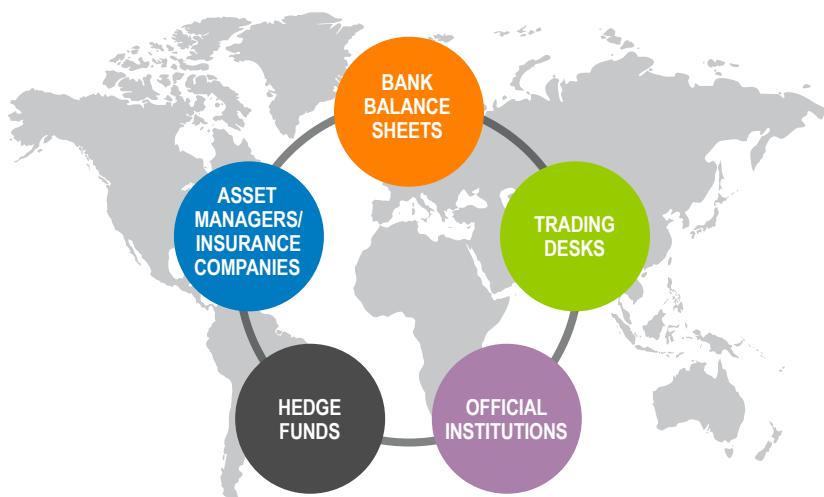 BANK
BALANCE
SHEETS
ASSET
MANAGERS/
INSURANCE
COMPANIES
TRADING
DESKS
HEDGE
FUNDS
OFFICIAL
INSTITUTIONS